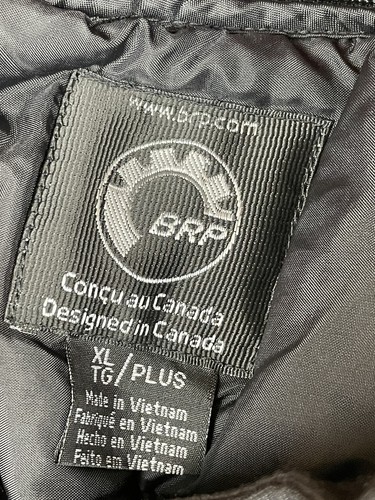 www.brp.com
BRP
Conçu au Canada
Designed in Canada
XL
TG/PLUS
Made in Vietnam
Fabriqué en Vietnam
Hecho en Vietnam
Feito em Vietnam